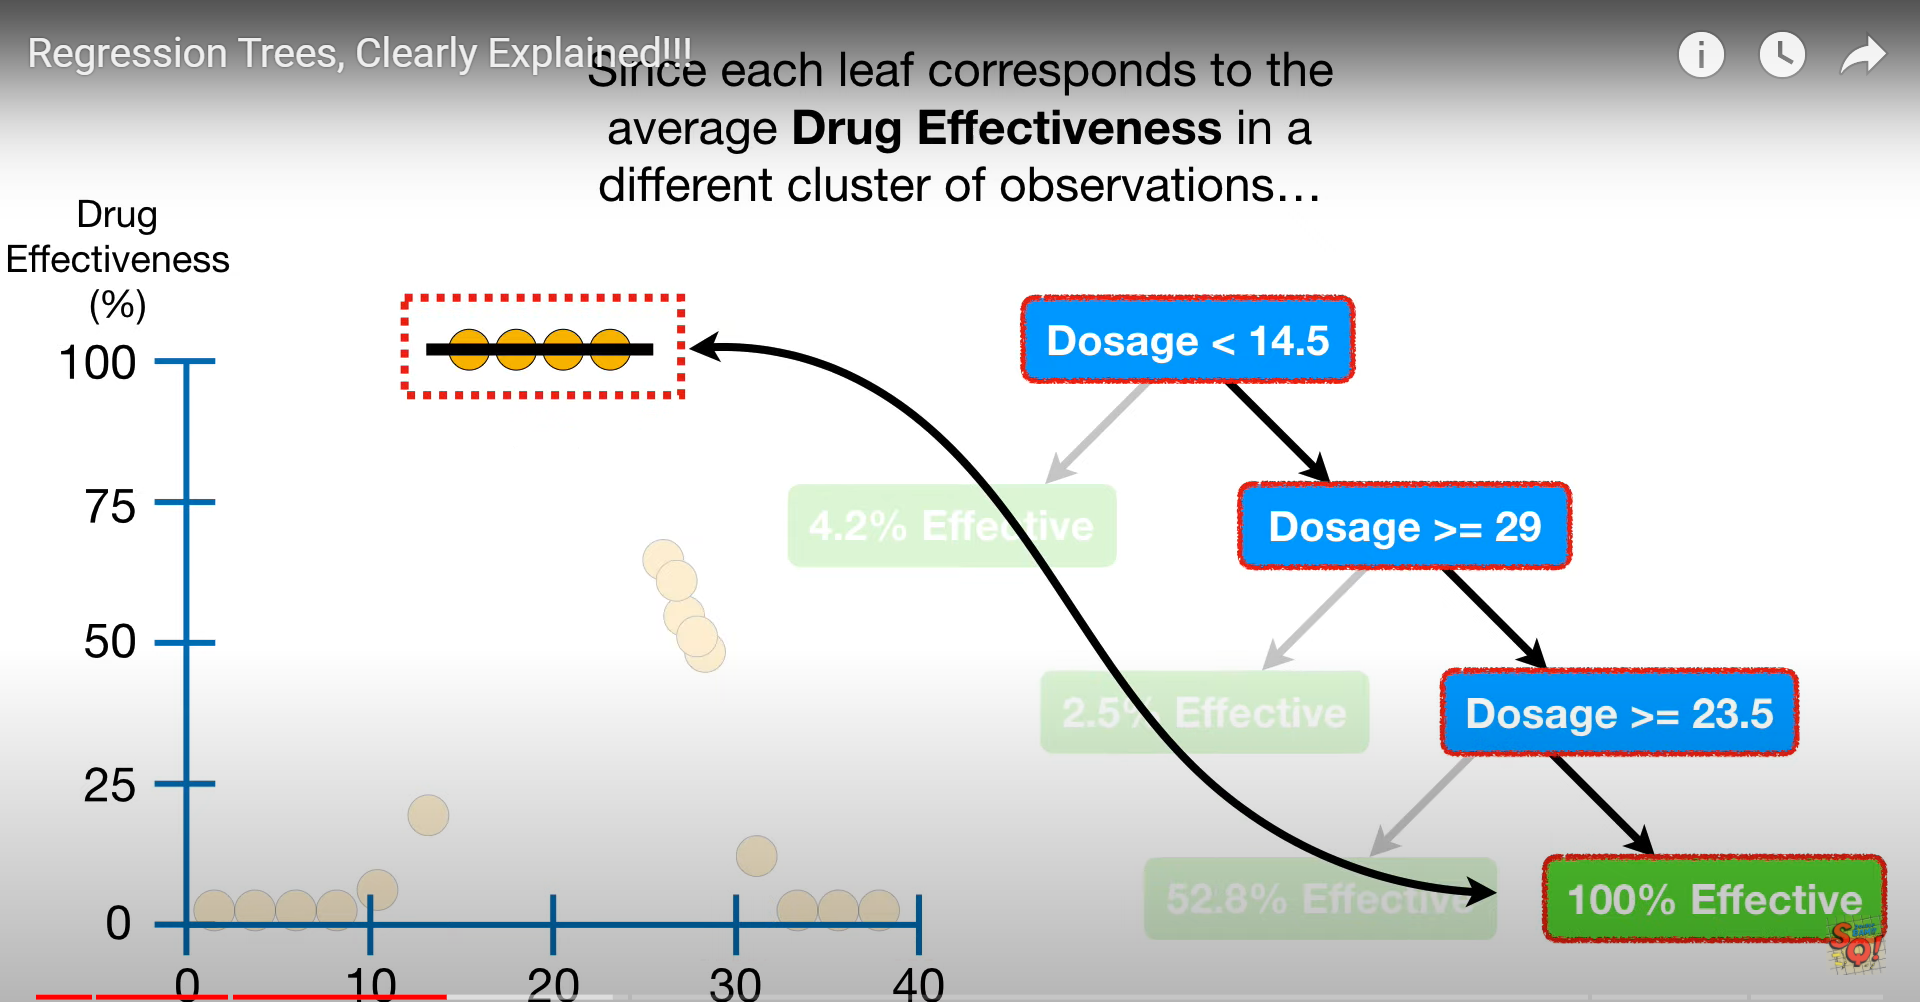 Regression Trees, Clearly Explained!!!
Since each leaf corresponds to the
average Drug Effectiveness in a
different cluster of observations...
Drug
Effectiveness
(%)
100
75
50
25
0
0
10
20
30
40
Dosage < 14.5
4.2% Effective
Dosage >= 29
2.5% Effective
Dosage >= 23.5
52.8% Effective
100% Effective
SQ!